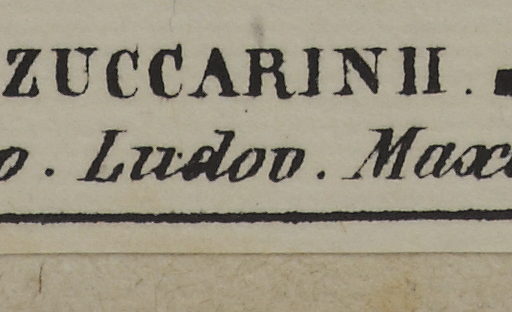 ZUCCARINII.
o. Ludov. Max